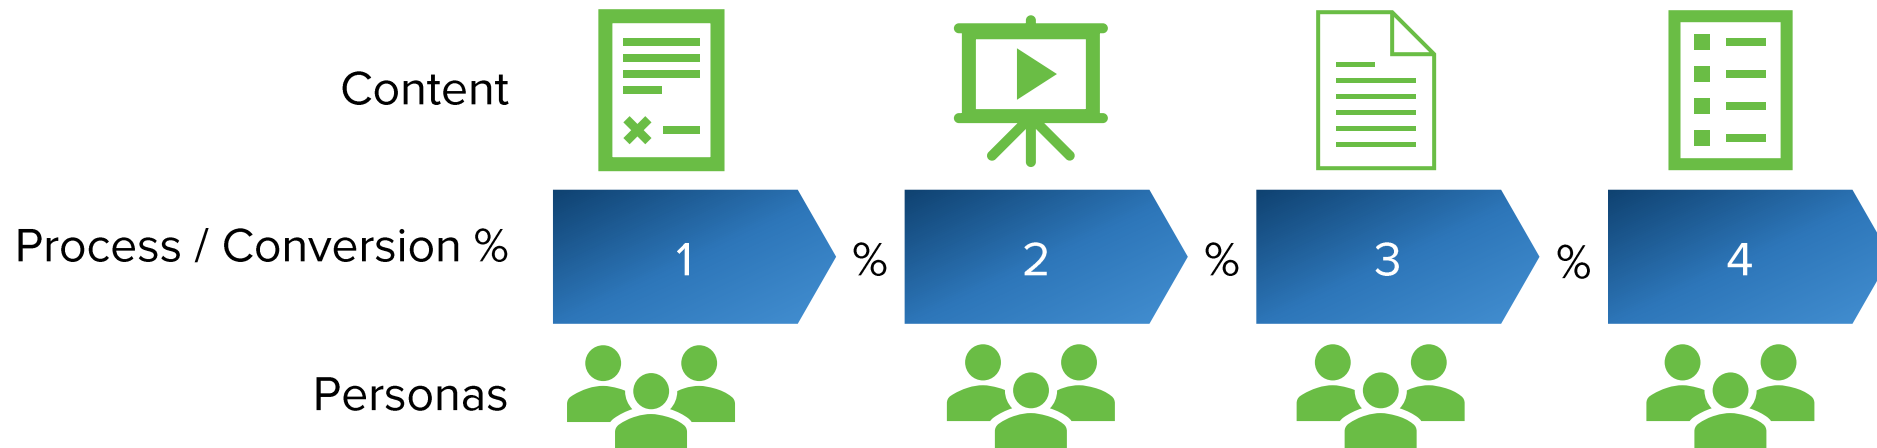 Content
Process / Conversion % 1 % 2 % 3 % 4
Personas